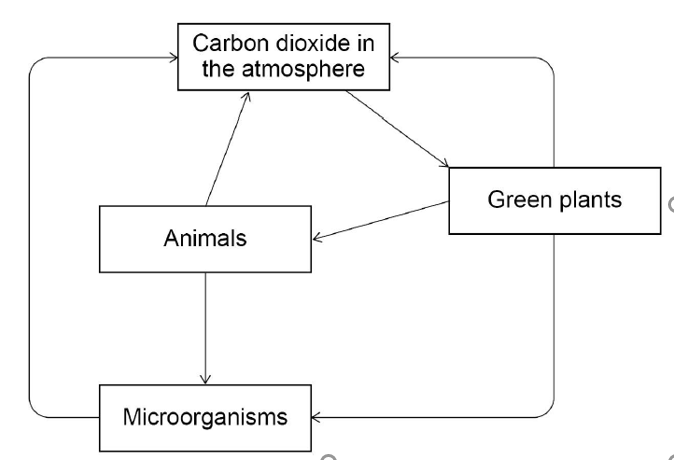 Carbon dioxide in
the atmosphere
Green plants
Animals
Microorganisms